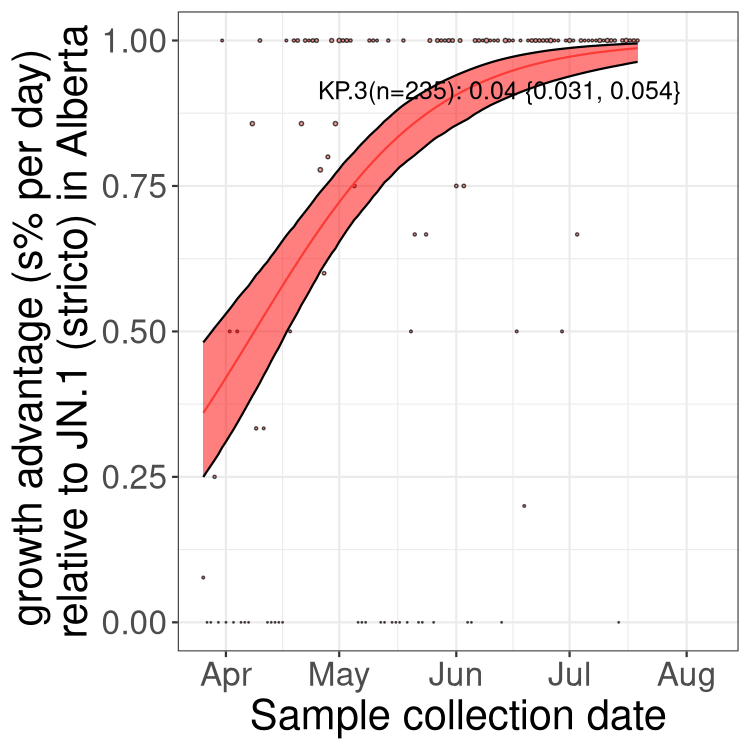 growth advantage (s% per day)
relative to JN.1 (stricto) in Alberta
1.00
0.75
0.50
0.25
0.00
KP.3(n=235): 0.04 {0.031, 0.054}
Apr May Jun Jul Aug
Sample collection date